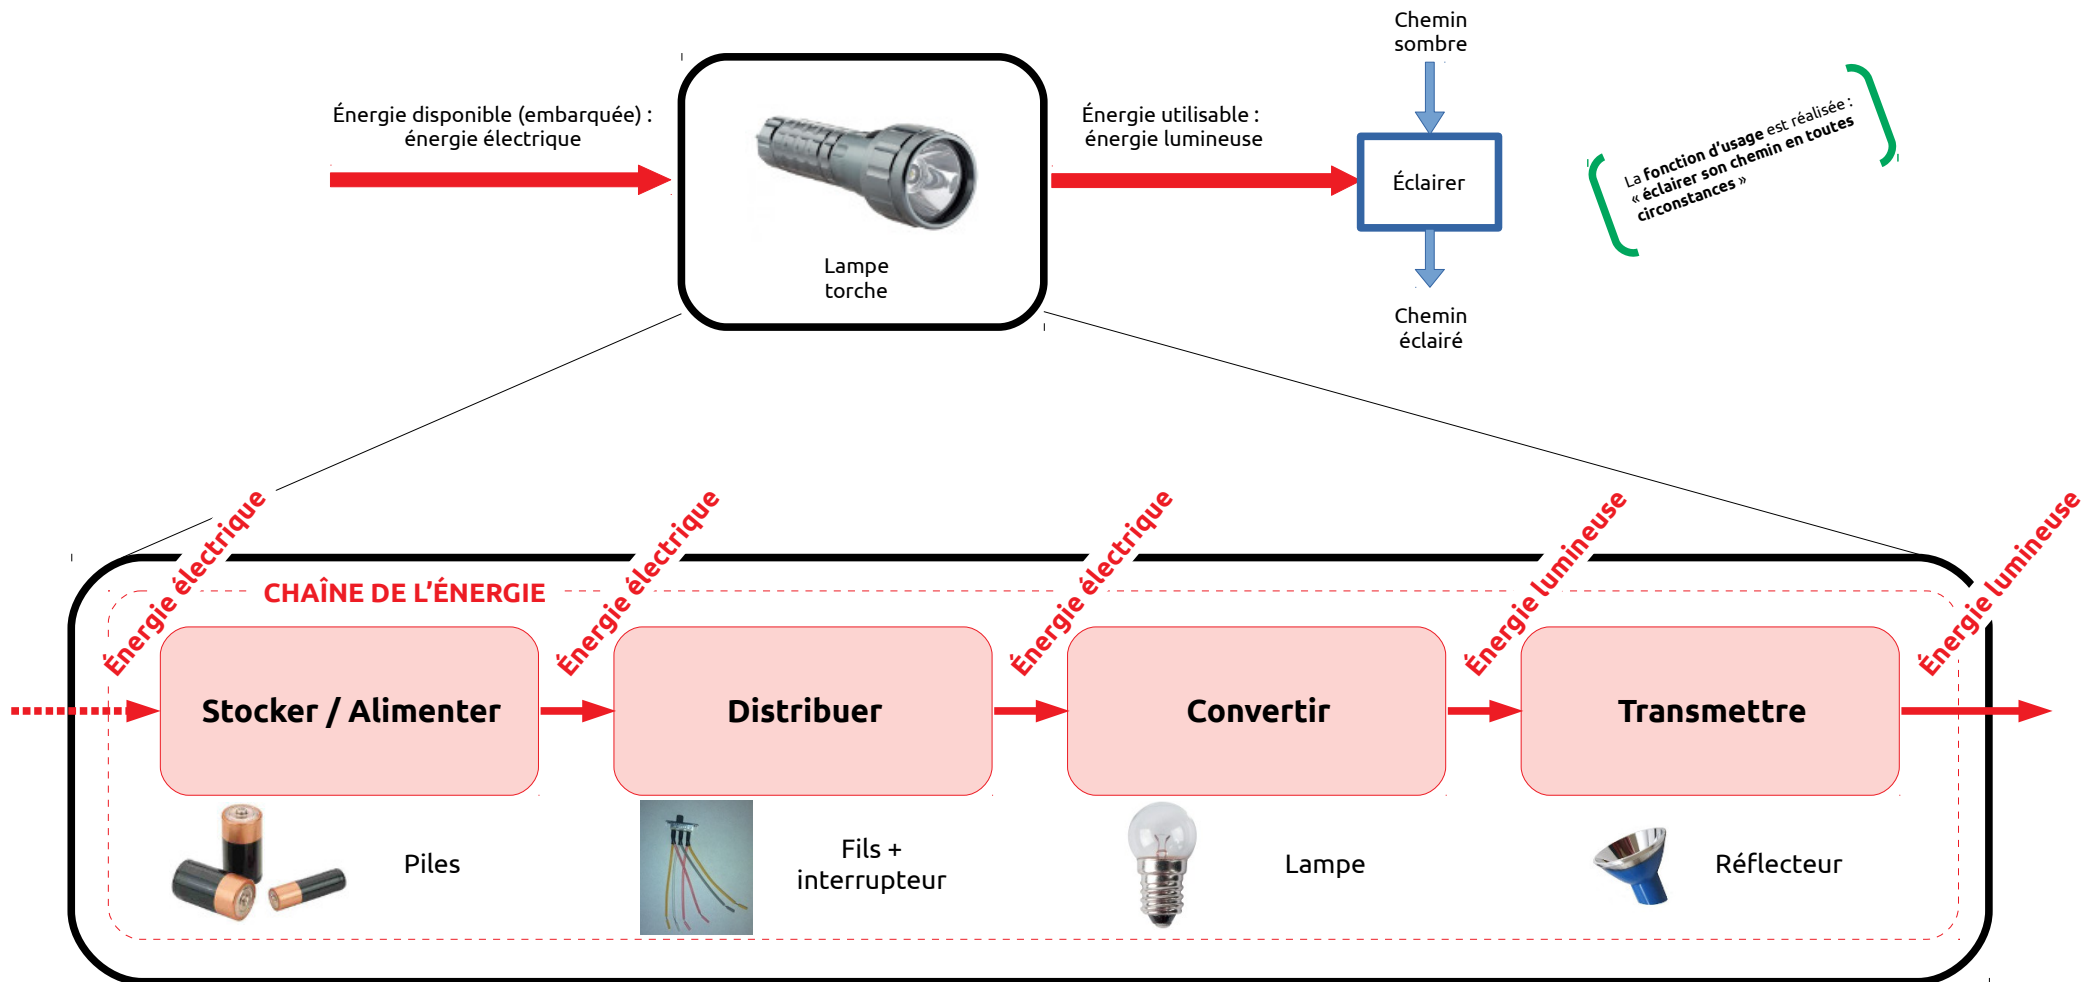 Chemin
sombre
Énergie disponible (embarquée) :
énergie électrique
Énergie utilisable :
énergie lumineuse
Éclairer
La fonction d’usage est réalisée :
« éclairer son chemin en toutes
circonstances »
Lampe
torche
Chemin
éclairé
Énergie électrique
Énergie électrique
Énergie électrique
Énergie lumineuse
Énergie lumineuse
CHAÎNE DE L’ÉNERGIE
Stocker / Alimenter
Distribuer
Convertir
Transmettre
Piles
Fils +
interrupteur
Lampe
Réflecteur